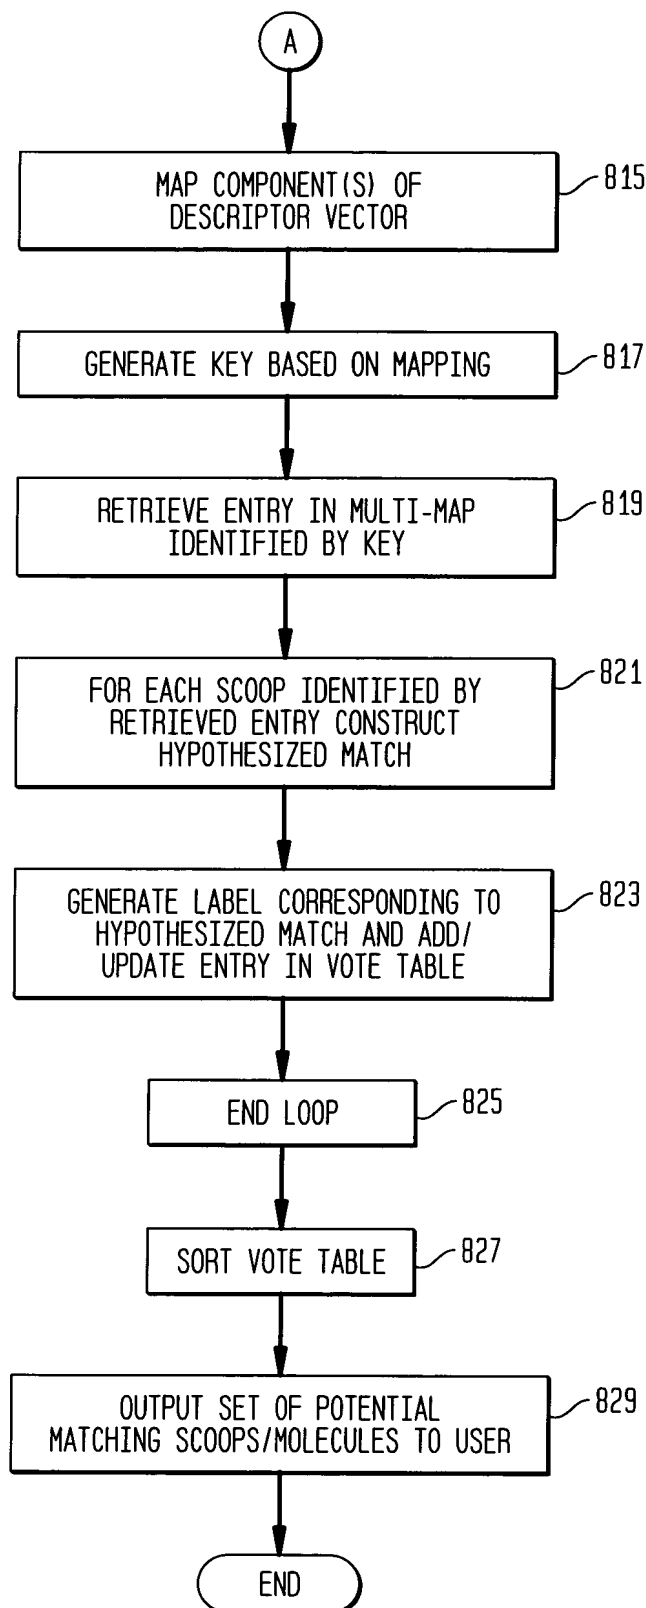 A
MAP COMPONENT(S) OF
DESCRIPTOR VECTOR
815
GENERATE KEY BASED ON MAPPING
817
RETRIEVE ENTRY IN MULTI-MAP
IDENTIFIED BY KEY
819
FOR EACH SCOOP IDENTIFIED BY
RETRIEVED ENTRY CONSTRUCT
HYPOTHESIZED MATCH
821
GENERATE LABEL CORRESPONDING TO
HYPOTHESIZED MATCH AND ADD/
UPDATE ENTRY IN VOTE TABLE
823
END LOOP
825
SORT VOTE TABLE
827
OUTPUT SET OF POTENTIAL
MATCHING SCOOPS/MOLECULES TO USER
829
END